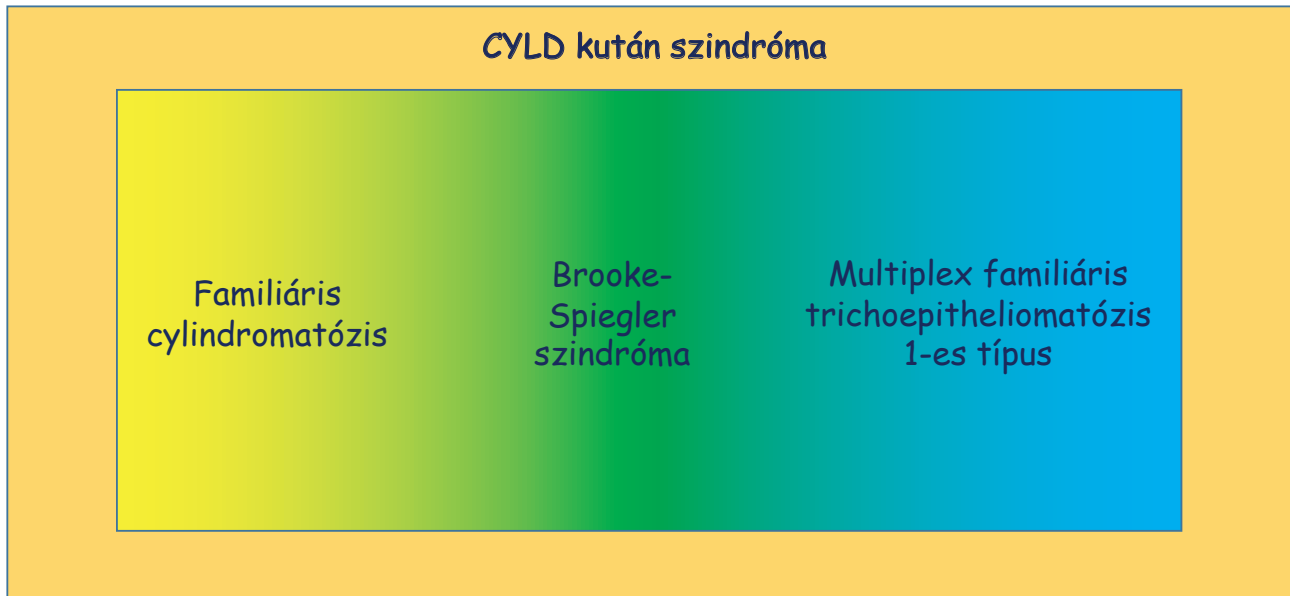 CYLD kután szindróma
Familiáris
cylindromatózis
Brooke-
Spiegler
szindróma
Multiplex familiáris
trichoepitheliomatózis
1-es típus